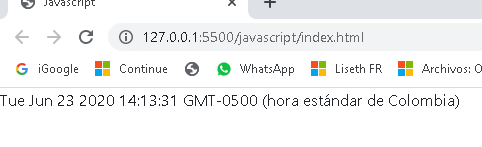 Javascript
127.0.0.1:5500/javascript/index.html
iGoogle Continue WhatsApp Liseth FR Archivos: O
Tue Jun 23 2020 14:13:31 GMT-0500 (hora estándar de Colombia)